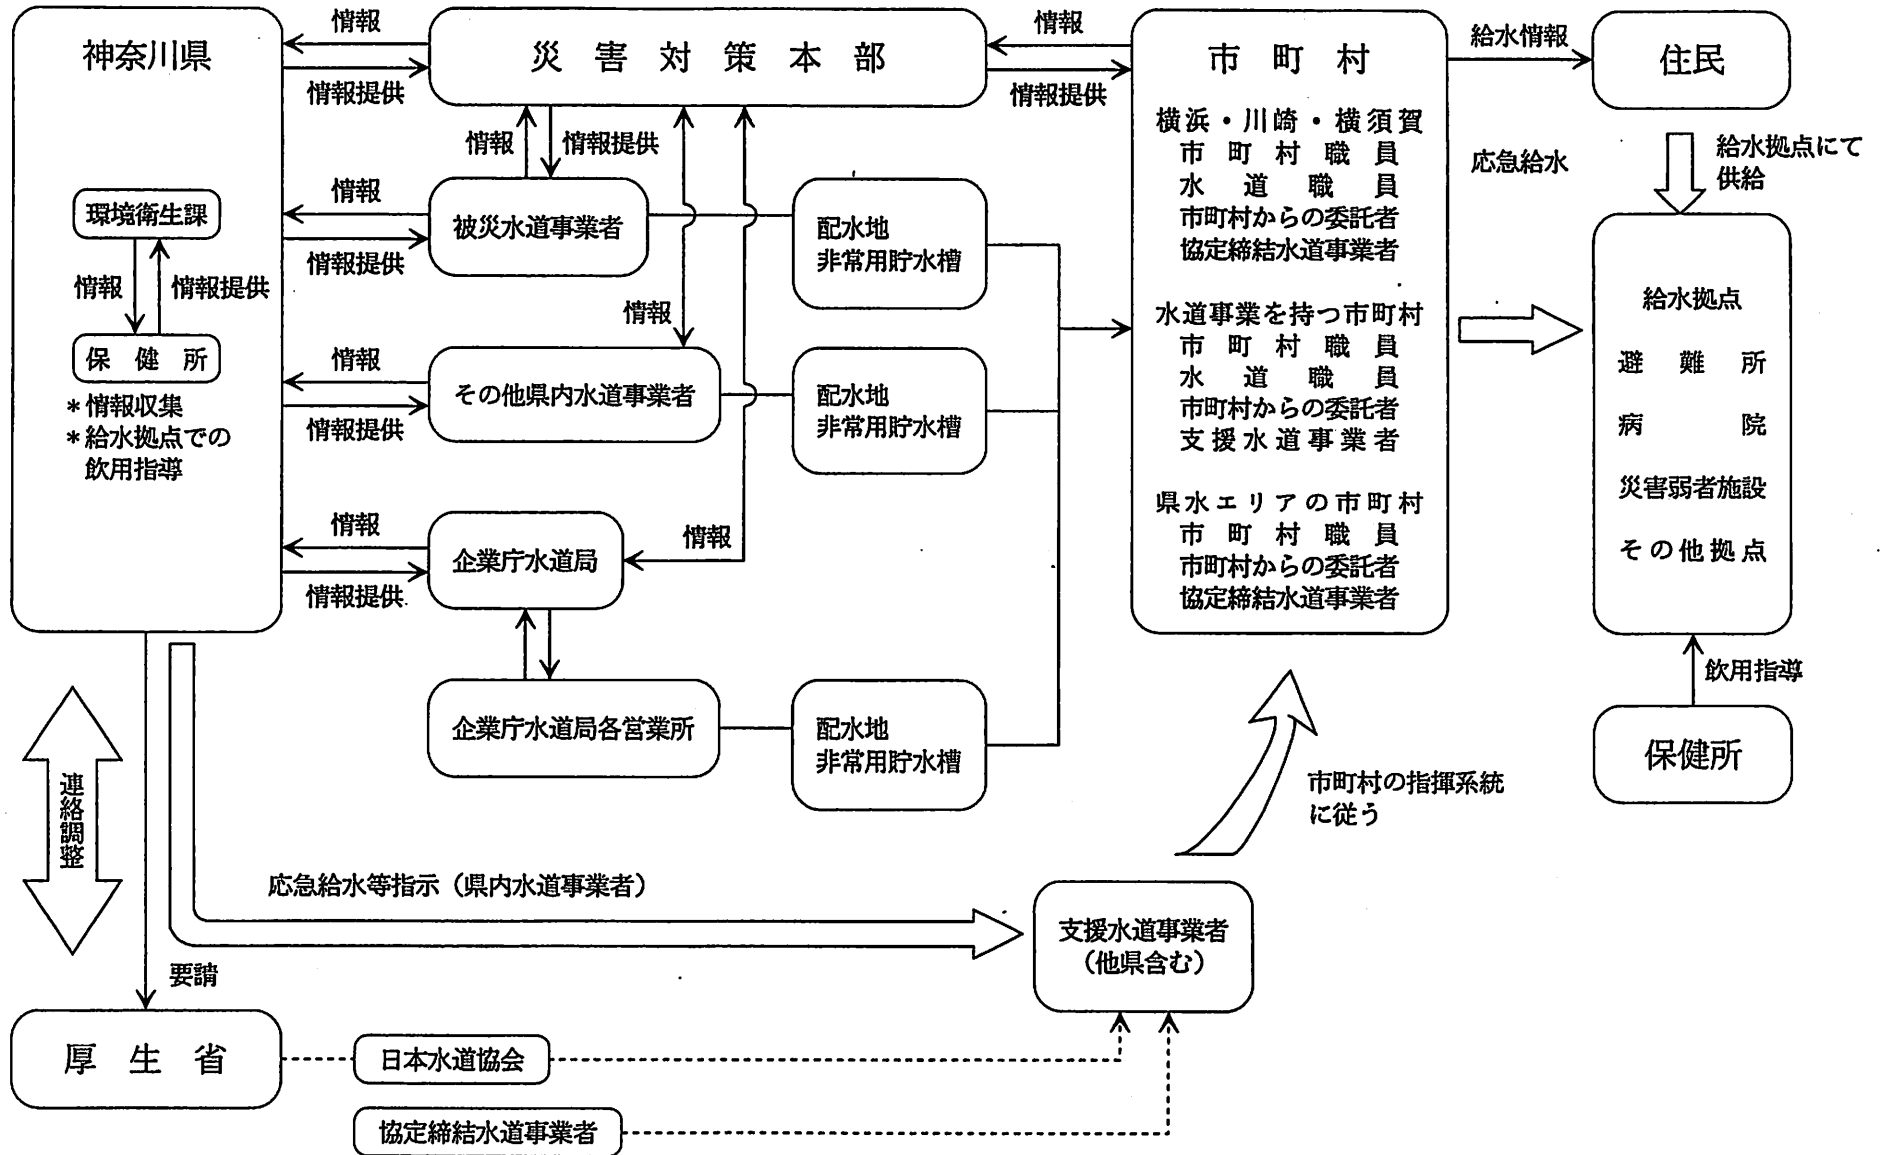 神奈川県
環境衛生課
情報
情報提供
保健所
*情報収集
*給水拠点での
飲用指導
情報
情報提供
災害対策本部
情報
情報提供
情報
情報提供
情報
情報提供
被災水道事業者
配水地
非常用貯水槽
情報
情報
情報提供
その他県内水道事業者
配水地
非常用貯水槽
情報
情報
情報提供
企業庁水道局
企業庁水道局各営業所
配水地
非常用貯水槽
市町村
横浜・川崎・横須賀
市町村職員
水道職員
市町村からの委託者
協定締結水道事業者
水道事業を持つ市町村
市町村職員
水道職員
市町村からの委託者
支援水道事業者
県水エリアの市町村
市町村職員
市町村からの委託者
協定締結水道事業者
給水情報
住民
応急給水
給水拠点にて
供給
給水拠点
避難所
病院
災害弱者施設
その他拠点
飲用指導
保健所
市町村の指揮系統
に従う
連絡調整
応急給水等指示（県内水道事業者）
支援水道事業者
（他県含む）
要請
厚生省
日本水道協会
協定締結水道事業者